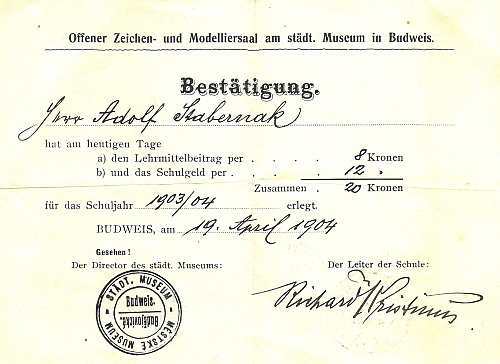 Offener Zeichen- und Modelliersaal am städt. Museum in Budweis.
Bestätigung.
Herr Adolf Stabernak
hat am heutigen Tage
a) den Lehrmittelbeitrag per . . . . 8 Kronen
b) und das Schulgeld per . . . . . 12 "
Zusammen . 20 Kronen
für das Schuljahr 1903/04 erlegt.
BUDWEIS, am 19. April 1904
Gesehen!
Der Director des städt. Museums:
Der Leiter der Schule:
STÄDT. MUSEUM
Budweis.
Budějovice.
MĚSTSKÉ MUSEUM
Richard